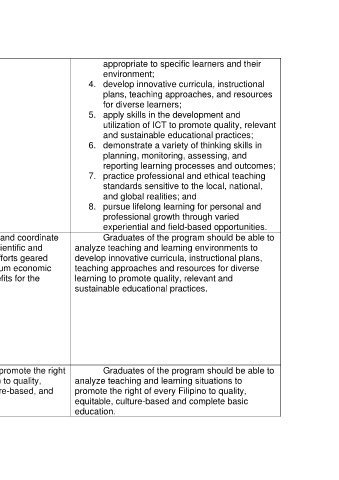 appropriate to specific learners and their
environment;
4. develop innovative curricula, instructional
plans, teaching approaches, and resources
for diverse learners;
5. apply skills in the development and
utilization of ICT to promote quality, relevant
and sustainable educational practices;
6. demonstrate a variety of thinking skills in
planning, monitoring, assessing, and
reporting learning processes and outcomes;
7. practice professional and ethical teaching
standards sensitive to the local, national,
and global realities; and
8. pursue lifelong learning for personal and
professional growth through varied
experiential and field-based opportunities.
and coordinate
ientific and
forts geared
um economic
fits for the
Graduates of the program should be able to
analyze teaching and learning environments to
develop innovative curricula, instructional plans,
teaching approaches and resources for diverse
learning to promote quality, relevant and
sustainable educational practices.
promote the right
to quality,
re-based, and
Graduates of the program should be able to
analyze teaching and learning situations to
promote the right of every Filipino to quality,
equitable, culture-based and complete basic
education.